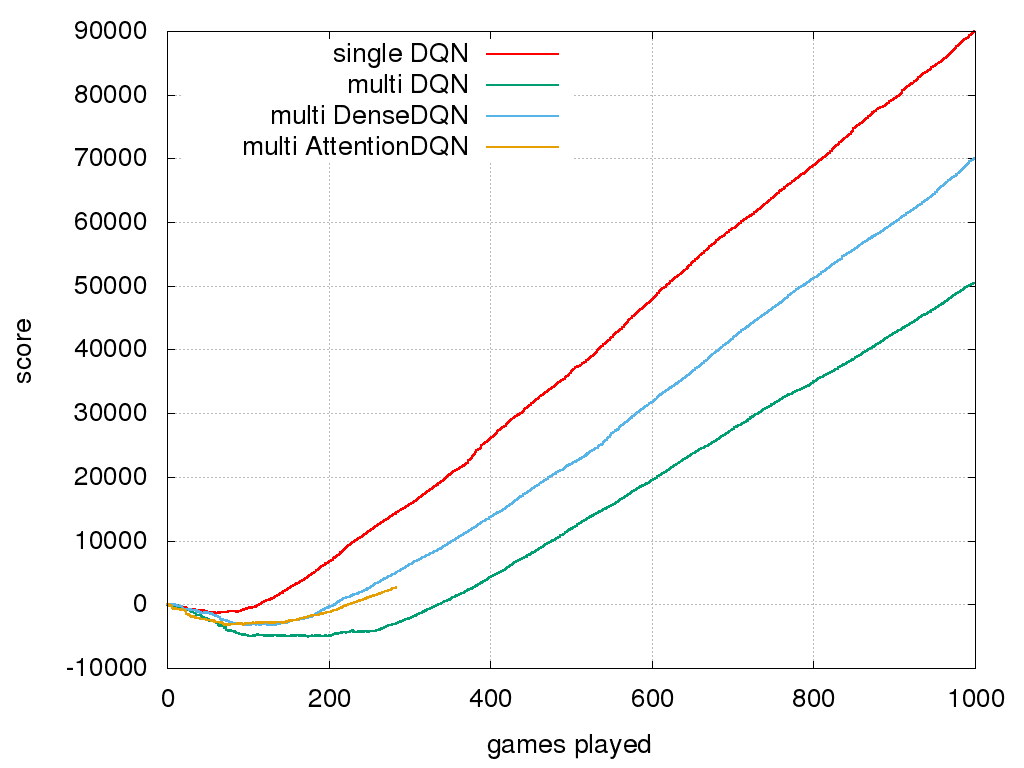 90000
80000
70000
60000
50000
40000
30000
20000
10000
0
-10000
score
single DQN
multi DQN
multi DenseDQN
multi AttentionDQN
0 200 400 600 800 1000
games played